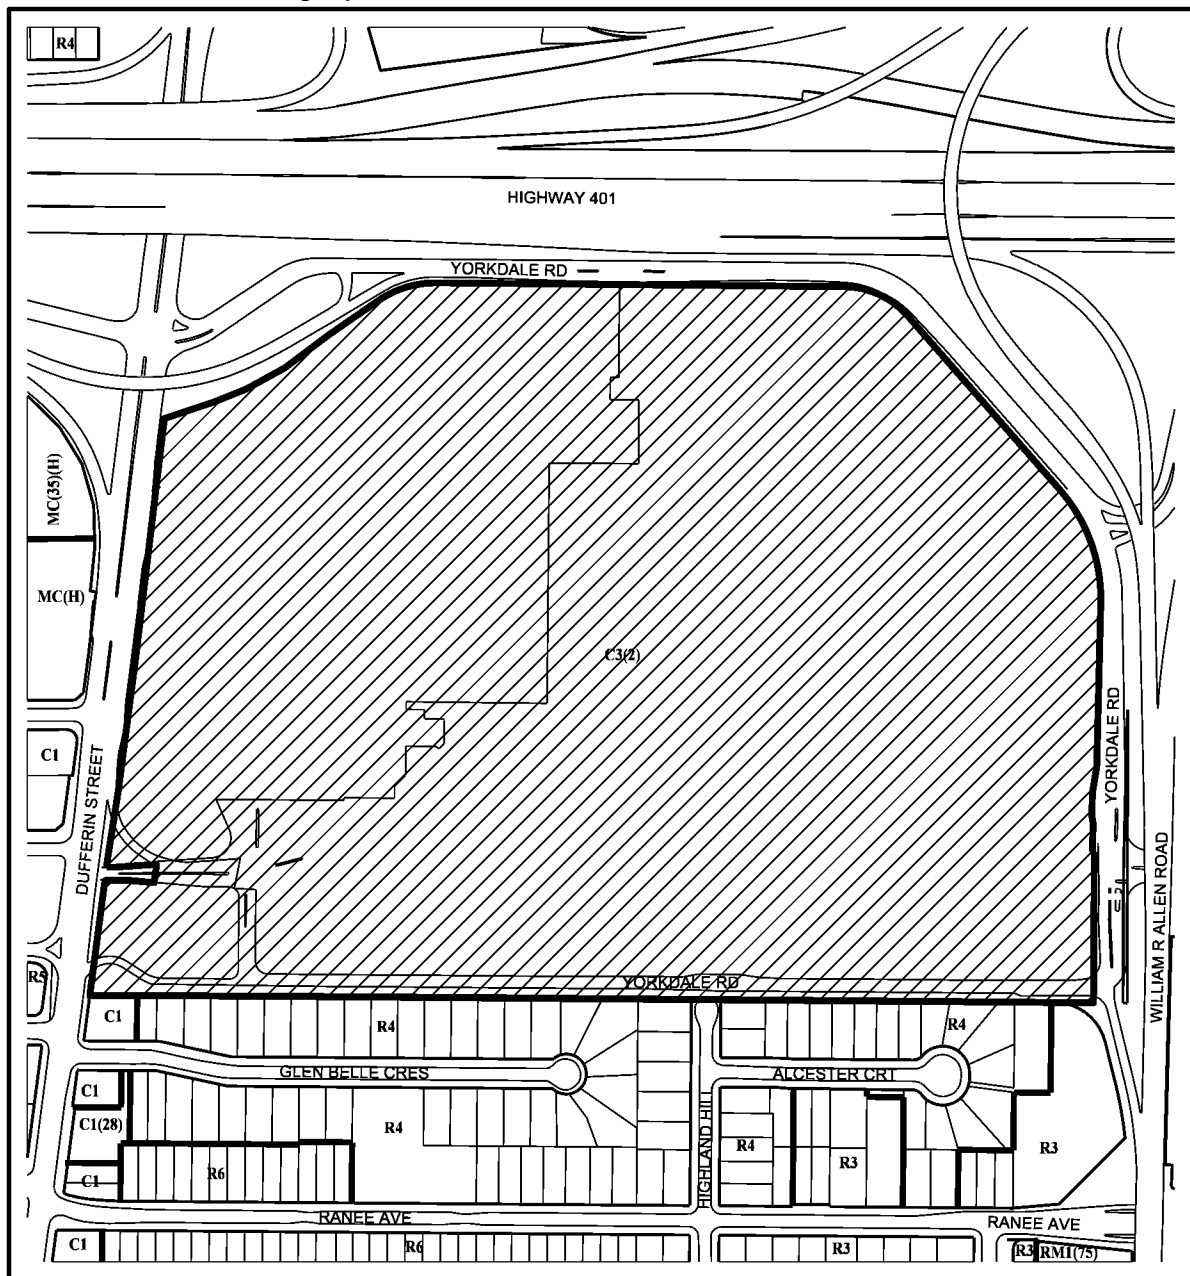 R4
HIGHWAY 401
YORKDALE RD
MC(35)(H)
MC(H)
C3(2)
YORKDALE RD
C1
DUFFERIN STREET
WILLIAM R ALLEN ROAD
R5
YORKDALE RD
C1
R4
R4
GLEN BELLE CRES
ALCESTER CRT
C1
C1(28)
R4
HIGHLAND HILL
R4
R3
R3
C1
R6
RANEE AVE
RANEE AVE
C1
R6
R3
R3
RM1(75)